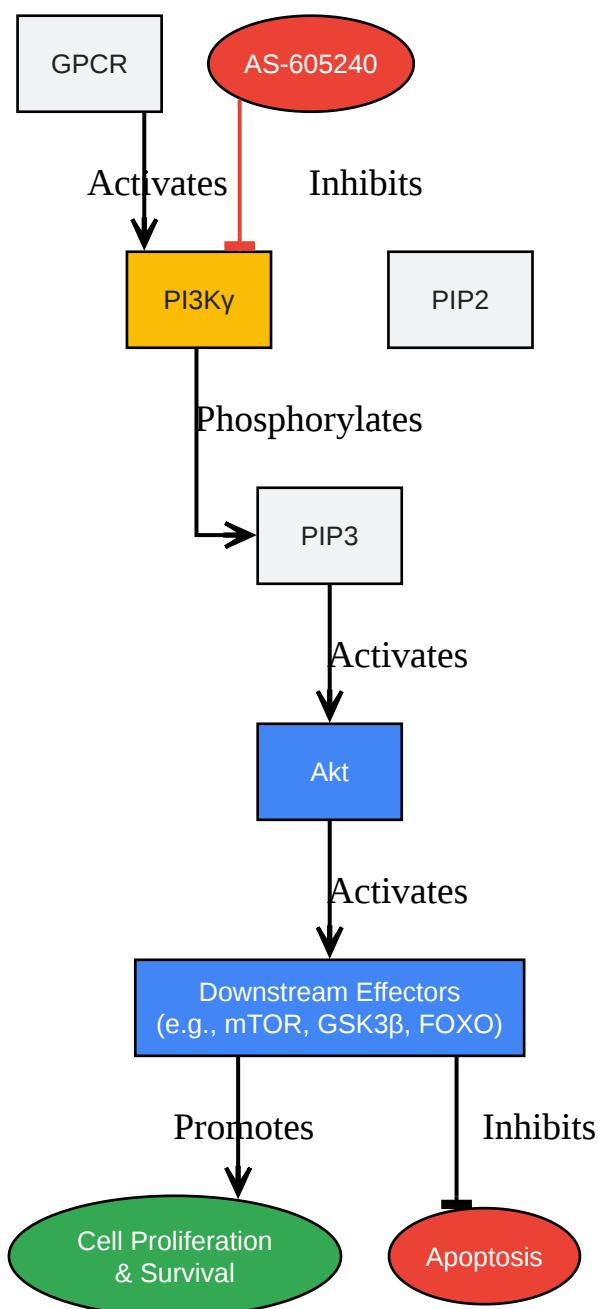 GPCR
AS-605240
Activates
Inhibits
PI3Kγ
PIP2
Phosphorylates
PIP3
Activates
Akt
Activates
Downstream Effectors
(e.g., mTOR, GSK3β, FOXO)
Promotes
Inhibits
Cell Proliferation
& Survival
Apoptosis